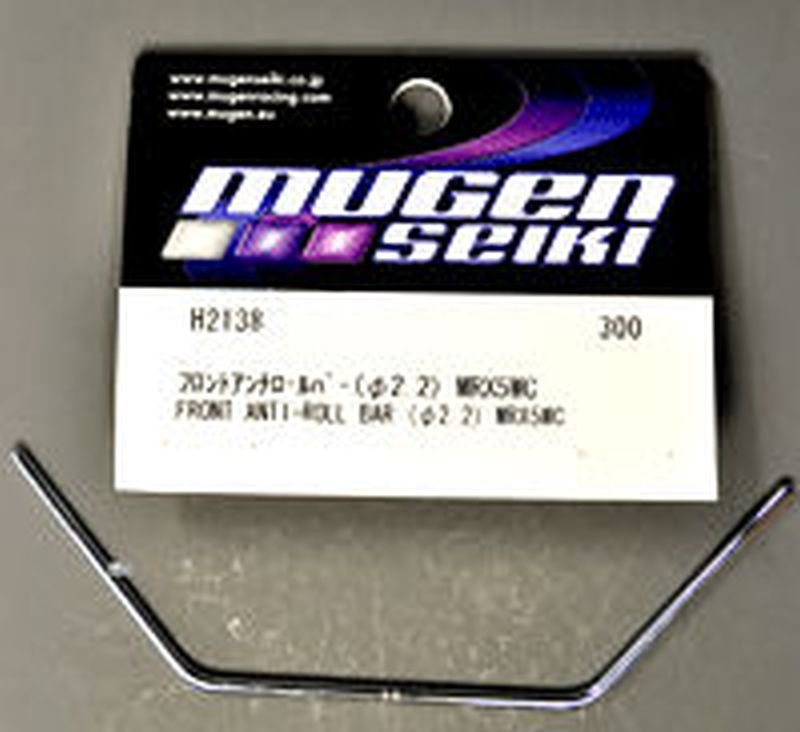 www.mugenseiki.co.jp
www.mugenracing.com
www.mugen.eu
MUGEN
SEIKI
H2138 300
フロントアンチロールバー(φ2.2) MRX5WC
FRONT ANTI-ROLL BAR (φ2.2) MRX5WC